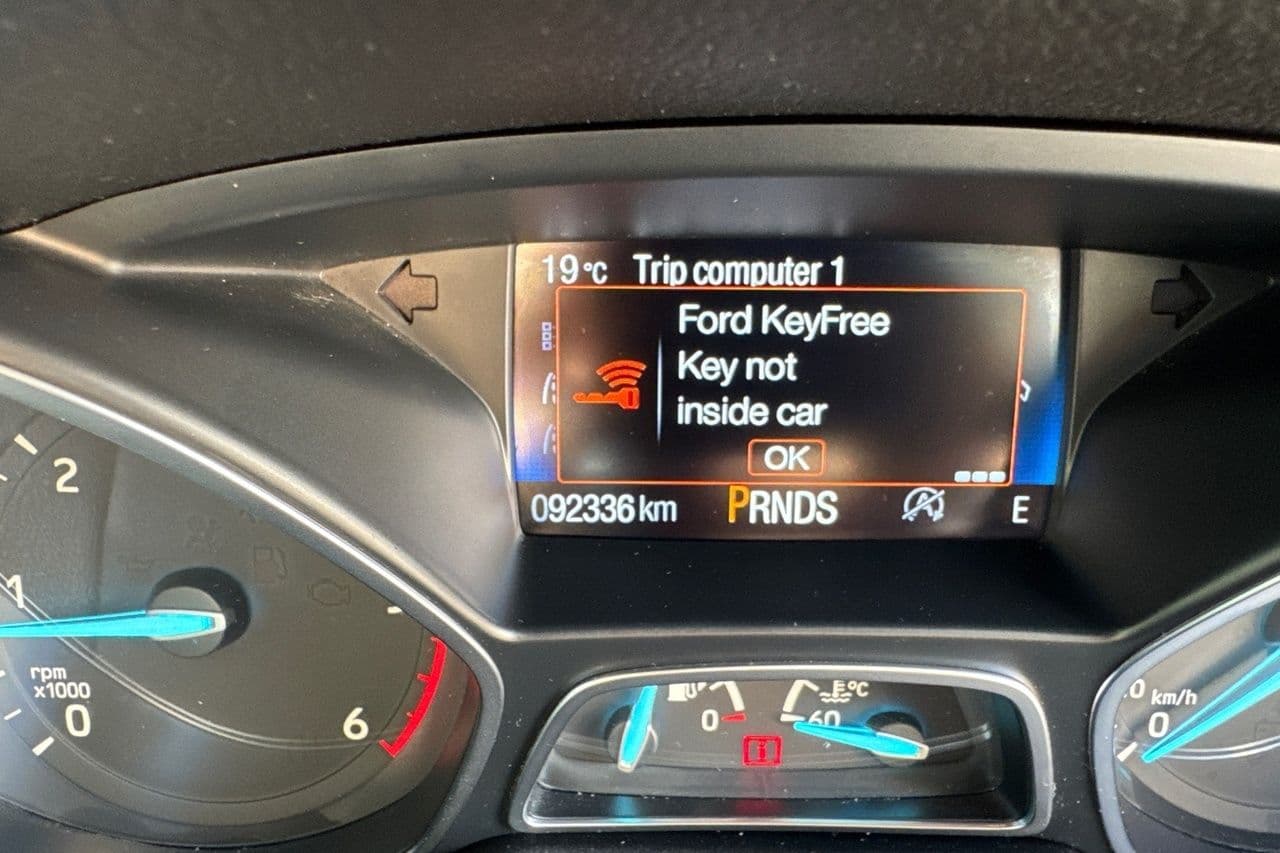 19°C Trip computer 1
Ford KeyFree
Key not
inside car
OK
092336 km PRNDS E
2
1
rpm
x1000
0
6
0
60
°C
0 km/h
0